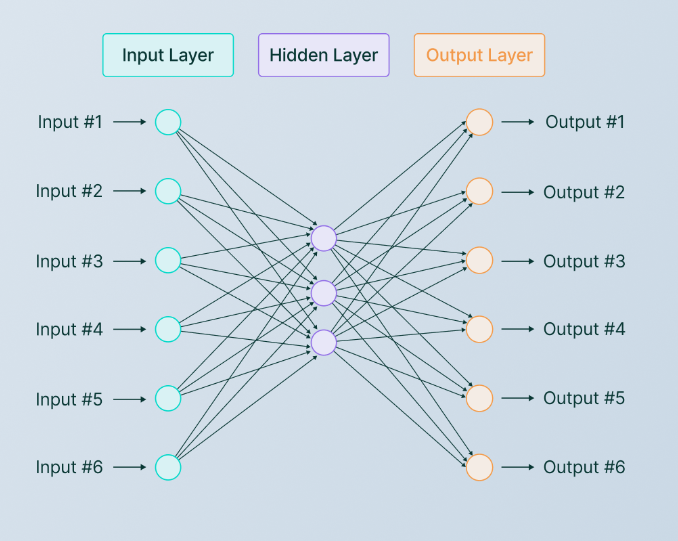 Input Layer
Hidden Layer
Output Layer
Input #1
Output #1
Input #2
Output #2
Input #3
Output #3
Input #4
Output #4
Input #5
Output #5
Input #6
Output #6